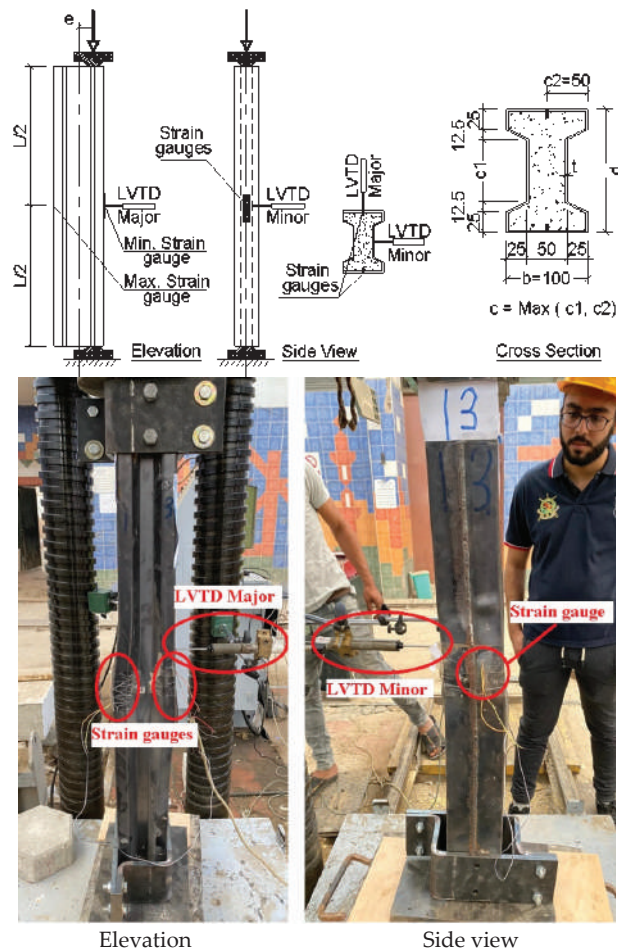 e
L/2
L/2
LVTD
Major
Min. Strain
gauge
Max. Strain
gauge
Elevation
Strain
gauges
LVTD
Minor
Side View
LVTD
Major
LVTD
Minor
Strain
gauges
c2=50
25
12.5
c1
12.5
25
t
d
25 50 25
b=100
c = Max ( c1, c2)
Cross Section
LVTD Major
Strain gauges
13
13
Strain gauge
LVTD Minor
Elevation
Side view